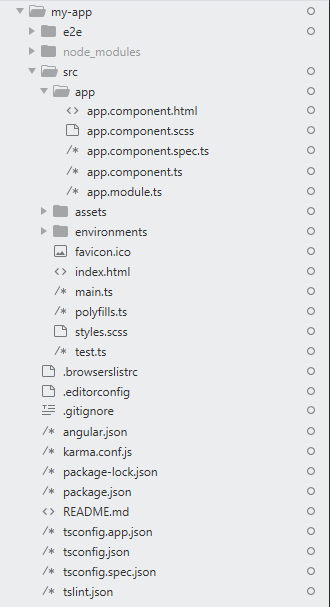 my-app
e2e
node_modules
src
app
app.component.html
app.component.scss
app.component.spec.ts
app.component.ts
app.module.ts
assets
environments
favicon.ico
index.html
main.ts
polyfills.ts
styles.scss
test.ts
.browserslistrc
.editorconfig
.gitignore
angular.json
karma.conf.js
package-lock.json
package.json
README.md
tsconfig.app.json
tsconfig.json
tsconfig.spec.json
tslint.json